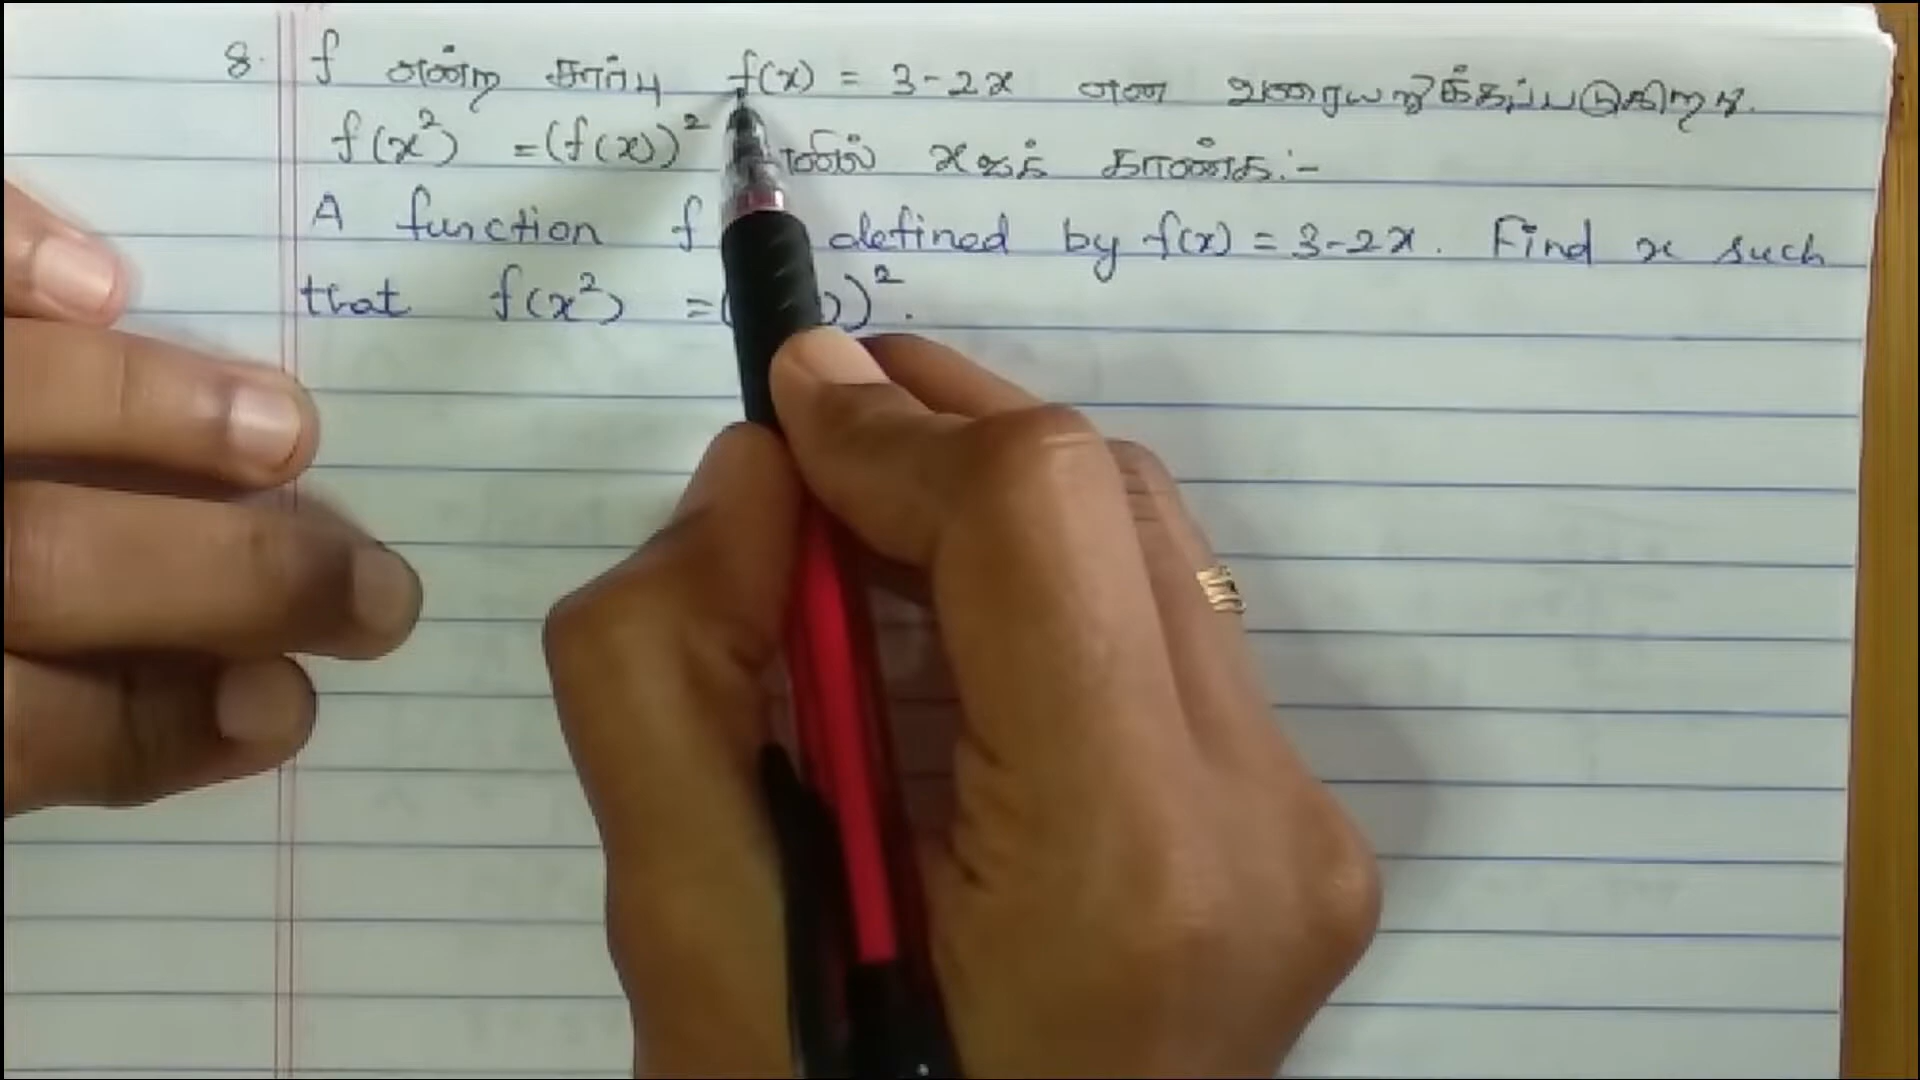 8. f என்ற சார்பு f(x) = 3-2x என வரையறுக்கப்படுகிறது.
f(x²) = (f(x))² எனில் x ஐக் காண்க:-
A function f defined by f(x) = 3-2x. Find x such
that f(x²) = ( ))².